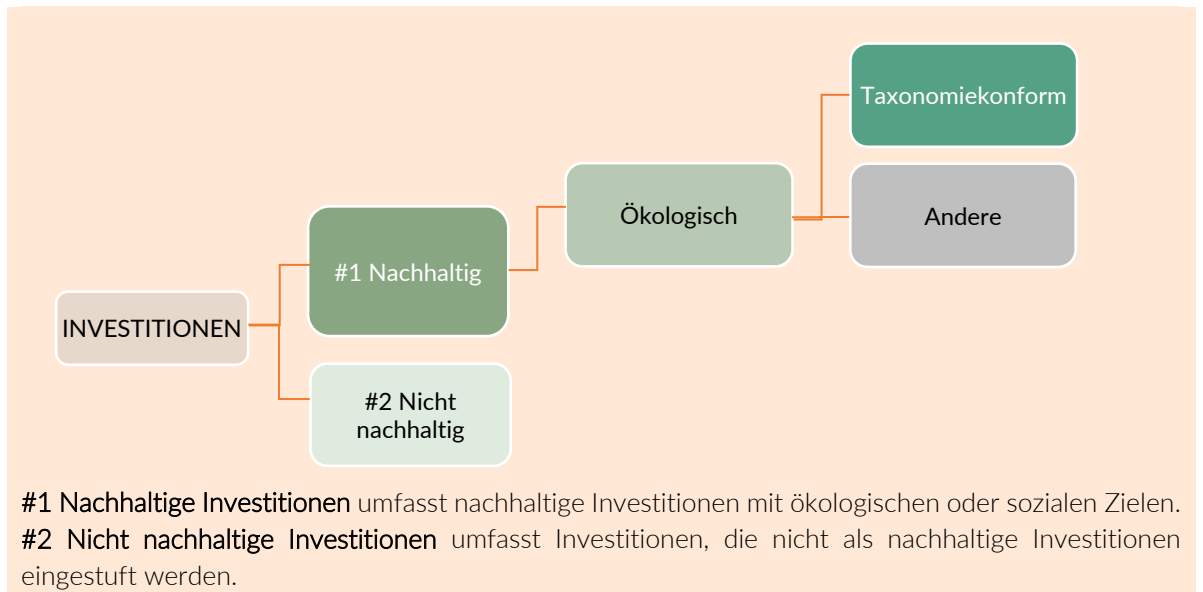 Taxonomiekonform
Ökologisch
Andere
#1 Nachhaltig
INVESTITIONEN
#2 Nicht
nachhaltig
#1 Nachhaltige Investitionen umfasst nachhaltige Investitionen mit ökologischen oder sozialen Zielen.
#2 Nicht nachhaltige Investitionen umfasst Investitionen, die nicht als nachhaltige Investitionen
eingestuft werden.